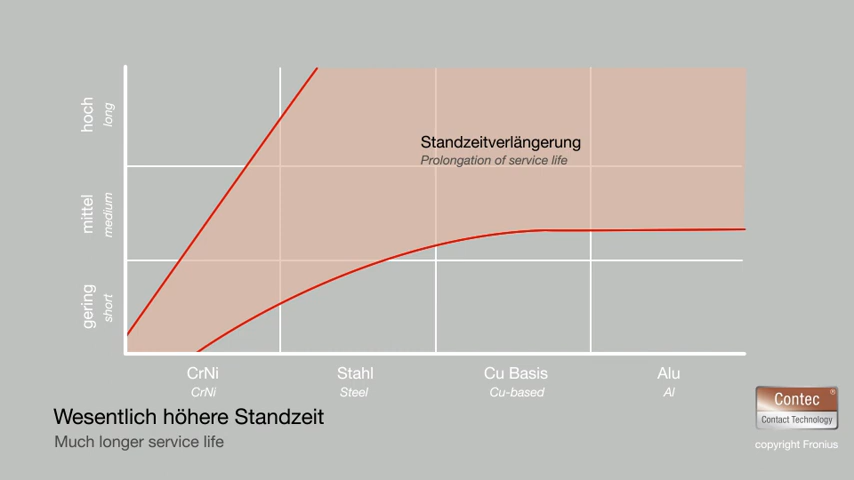 hoch
long
Standzeitverlängerung
Prolongation of service life
mittel
medium
gering
short
CrNi
Stahl
Cu Basis
Alu
CrNi
Steel
Cu-based
Al
Wesentlich höhere Standzeit
Much longer service life
Contec®
Contact Technology
copyright Fronius